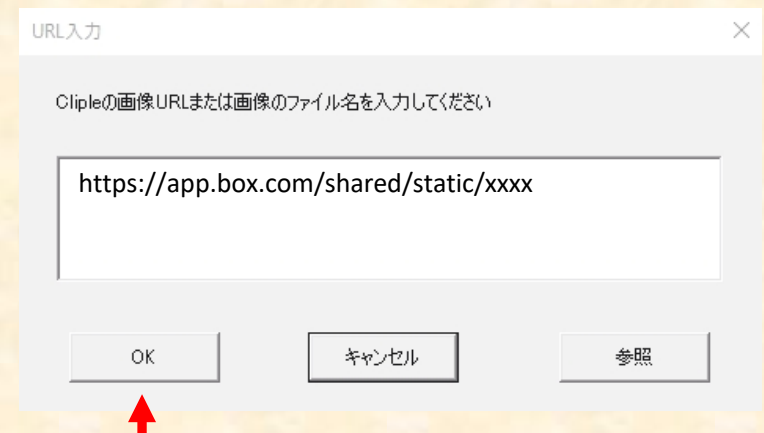 URL入力
Clipleの画像URLまたは画像のファイル名を入力してください
https://app.box.com/shared/static/xxxx
OK
キャンセル
参照